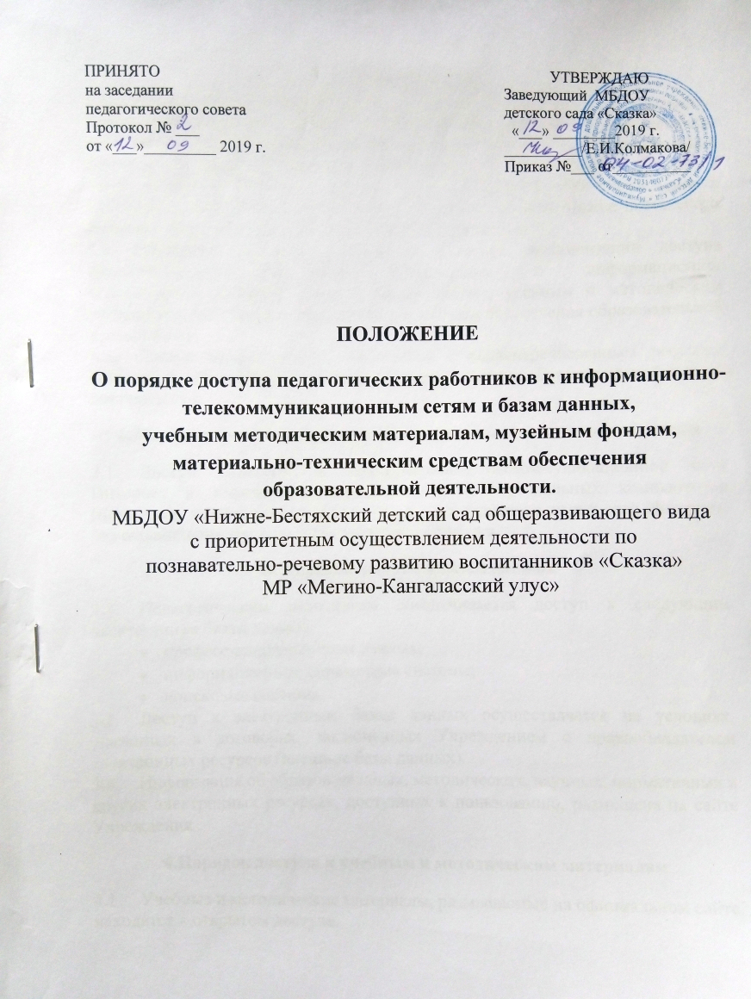 ПРИНЯТО
на заседании
педагогического совета
Протокол № 2
от «12» 09 2019 г.
УТВЕРЖДАЮ
Заведующий МБДОУ
детского сада «Сказка»
«12» 09 2019 г.
/Е.И.Колмакова/
Приказ №___ от 04-02-73/1
ПОЛОЖЕНИЕ
О порядке доступа педагогических работников к информационно-
телекоммуникационным сетям и базам данных,
учебным методическим материалам, музейным фондам,
материально-техническим средствам обеспечения
образовательной деятельности.
МБДОУ «Нижне-Бестяхский детский сад общеразвивающего вида
с приоритетным осуществлением деятельности по
познавательно-речевому развитию воспитанников «Сказка»
МР «Мегино-Кангаласский улус»